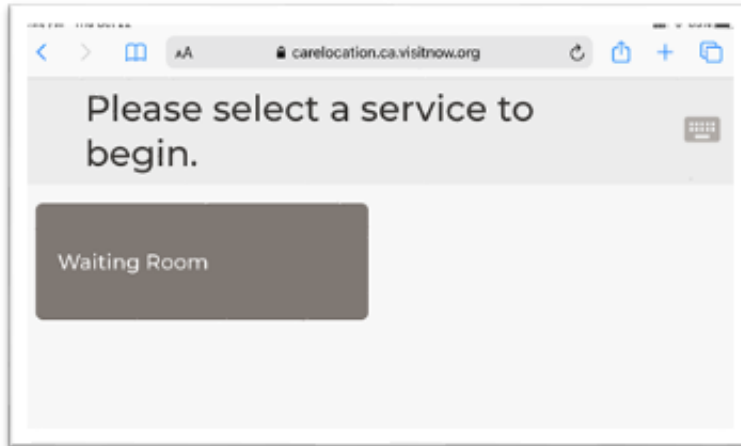 AA carelocation.ca.visitnow.org
Please select a service to
begin.
Waiting Room